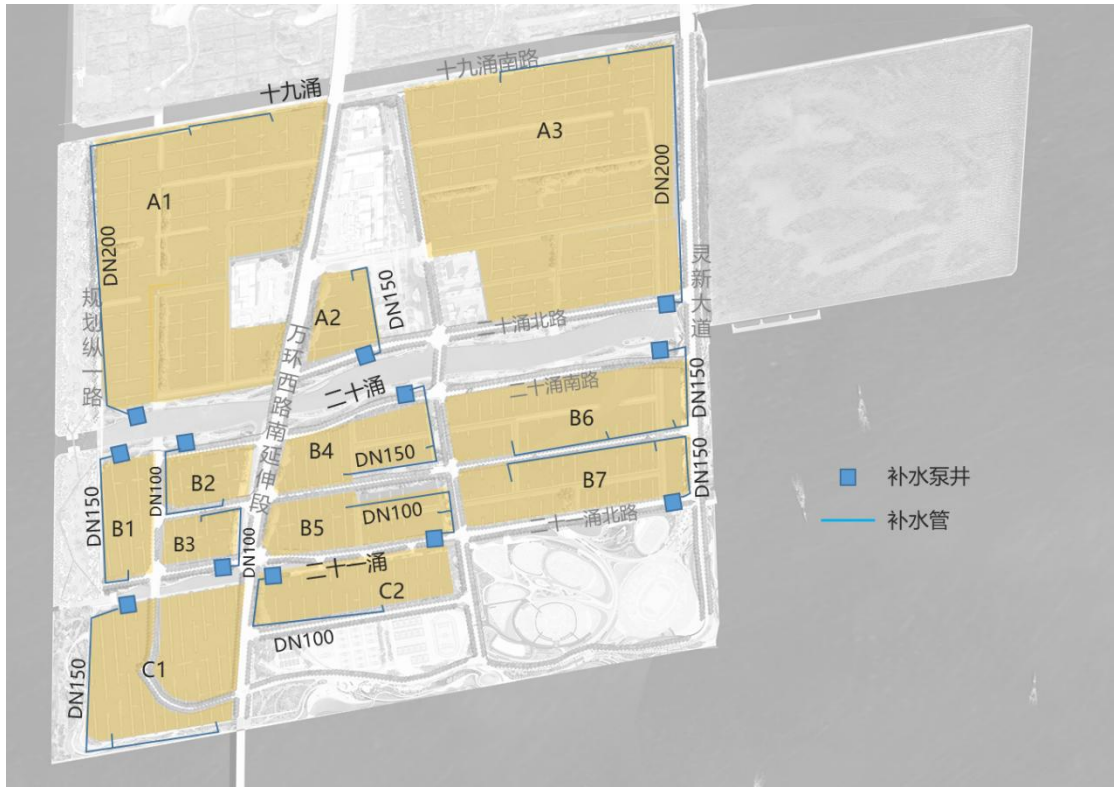 十九涌南路
十九涌
A3
A1
DN200
DN200
灵新大道
规划纵一路
DN150
A2
二十涌北路
万环西路南延伸段
二十涌
二十涌南路
DN150
B6
B4
DN150
DN100
B2
B7
DN150
DN150
B1
B5
DN100
二十一涌北路
B3
DN100
二十一涌
C2
DN100
C1
DN150
补水泵井
补水管